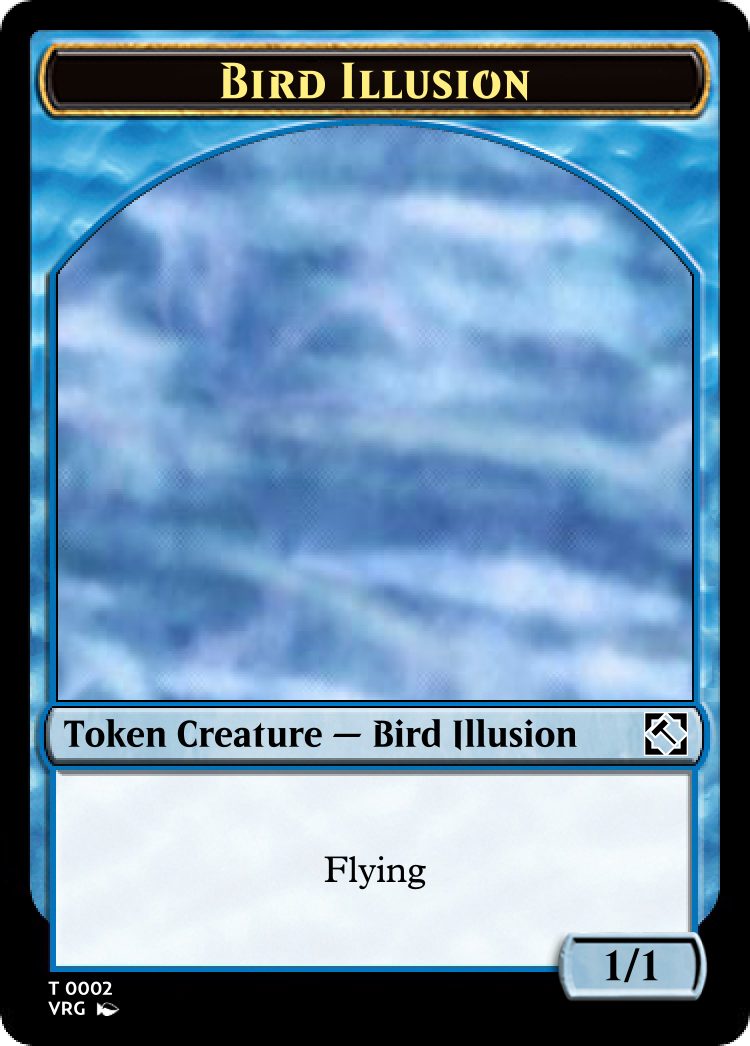 Bird Illusion
Token Creature — Bird Illusion
Flying
1/1
T 0002
VRG